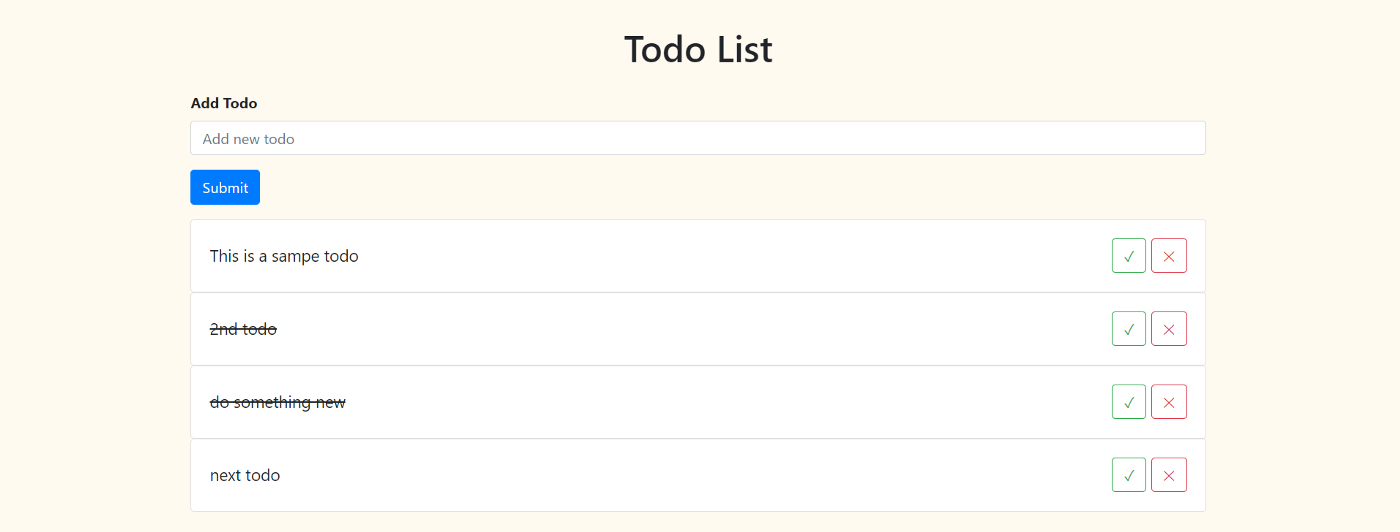 Todo List
Add Todo
Add new todo
Submit
This is a sampe todo
2nd todo
do something new
next todo